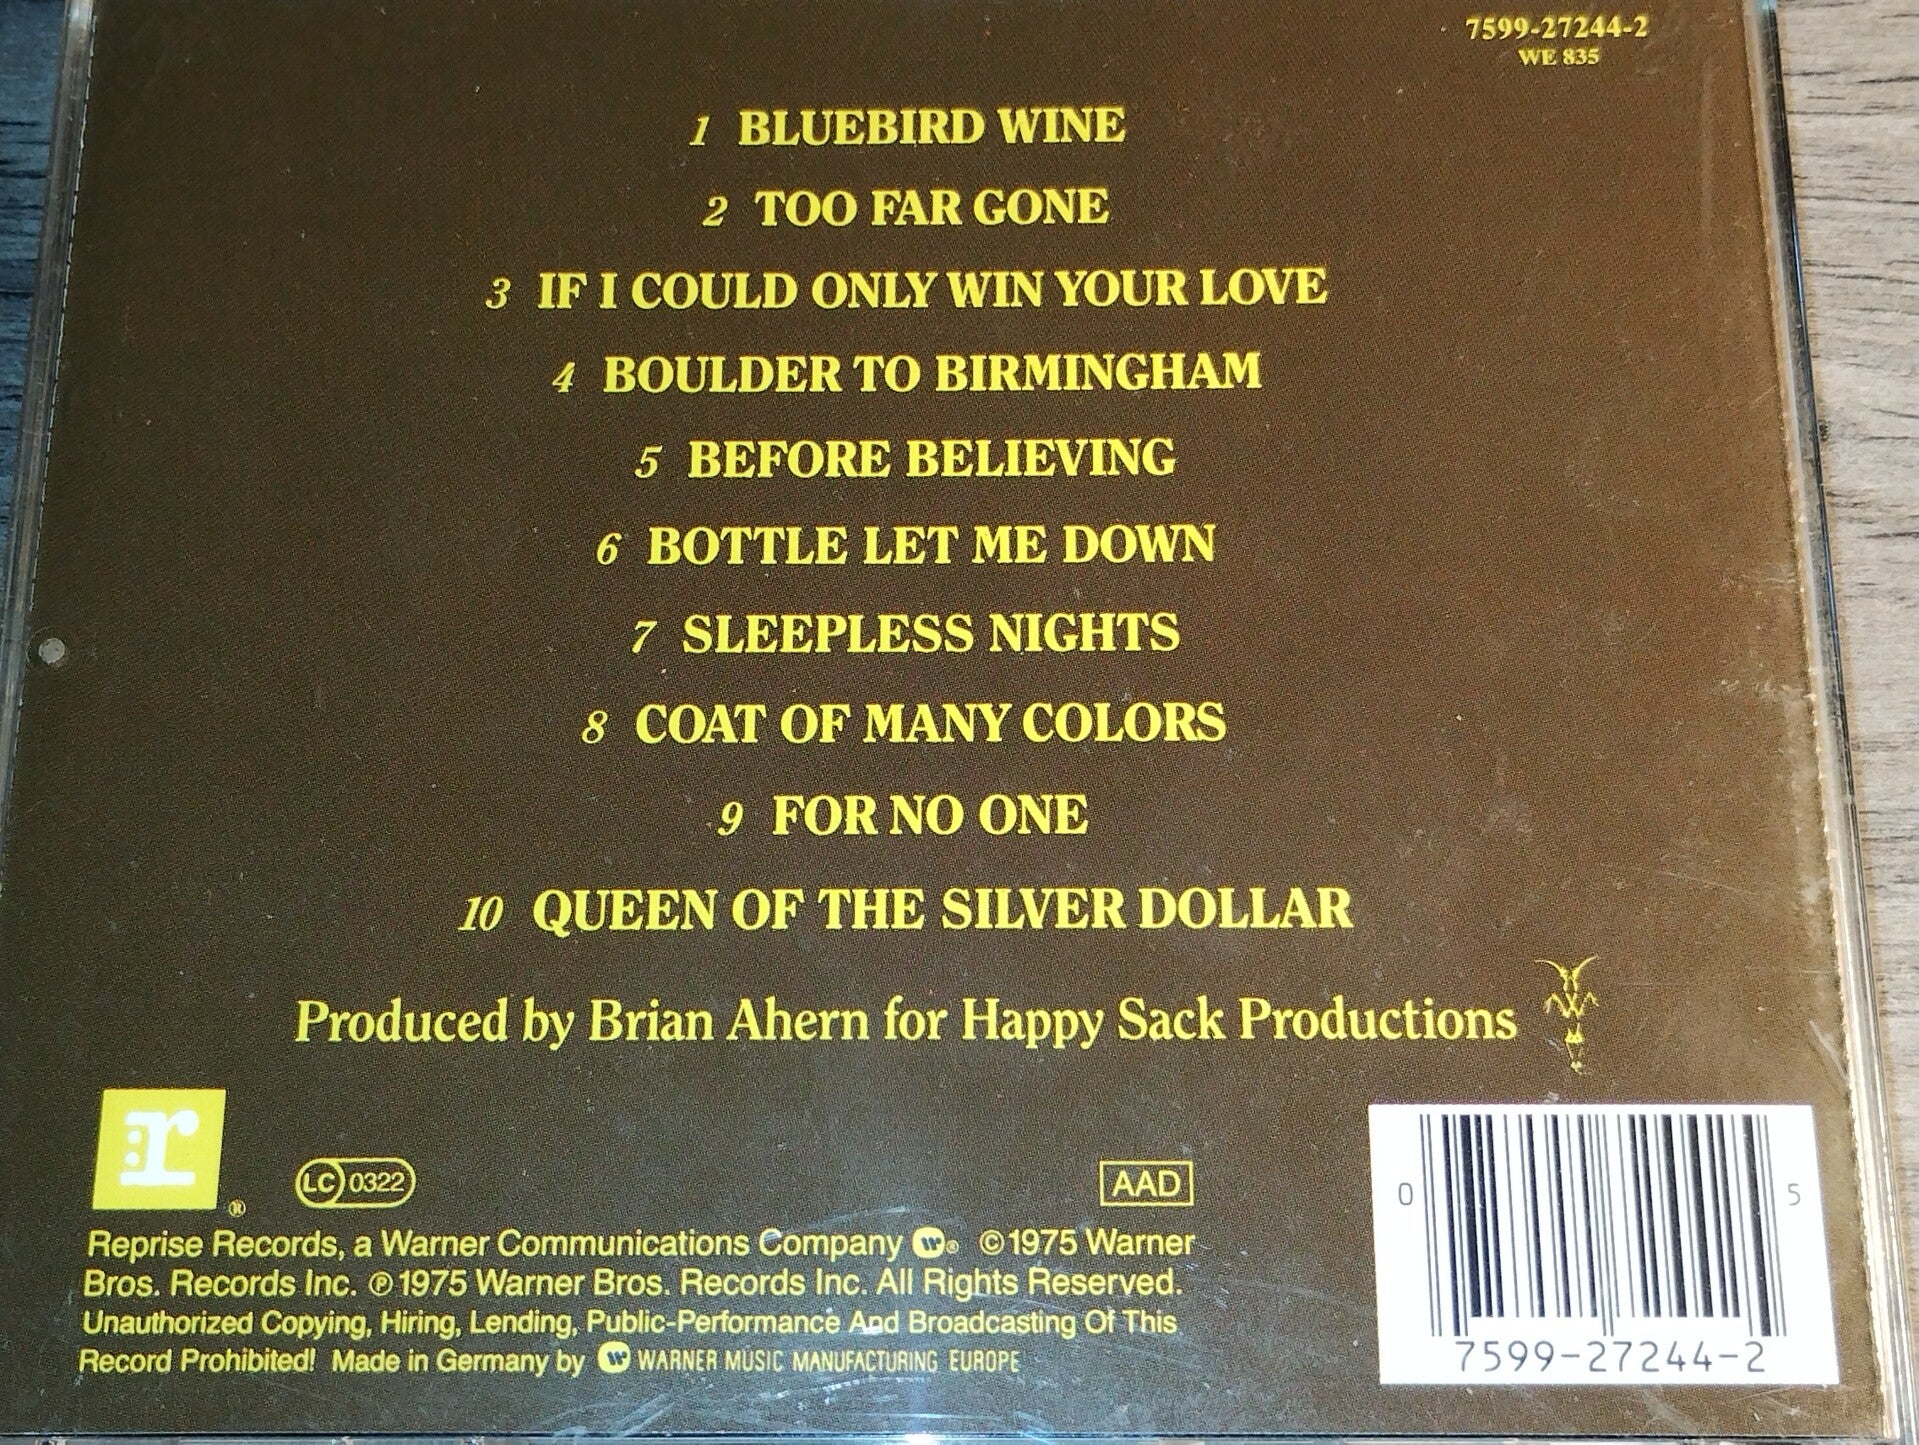 7599-27244-2
WE 835
1 BLUEBIRD WINE
2 TOO FAR GONE
3 IF I COULD ONLY WIN YOUR LOVE
4 BOULDER TO BIRMINGHAM
5 BEFORE BELIEVING
6 BOTTLE LET ME DOWN
7 SLEEPLESS NIGHTS
8 COAT OF MANY COLORS
9 FOR NO ONE
10 QUEEN OF THE SILVER DOLLAR
Produced by Brian Ahern for Happy Sack Productions
:r ®
LC 0322
AAD
Reprise Records, a Warner Communications Company W® ©1975 Warner
Bros. Records Inc. ℗1975 Warner Bros. Records Inc. All Rights Reserved.
Unauthorized Copying, Hiring, Lending, Public-Performance And Broadcasting Of This
Record Prohibited! Made in Germany by W WARNER MUSIC MANUFACTURING EUROPE
0 5
7599-27244-2